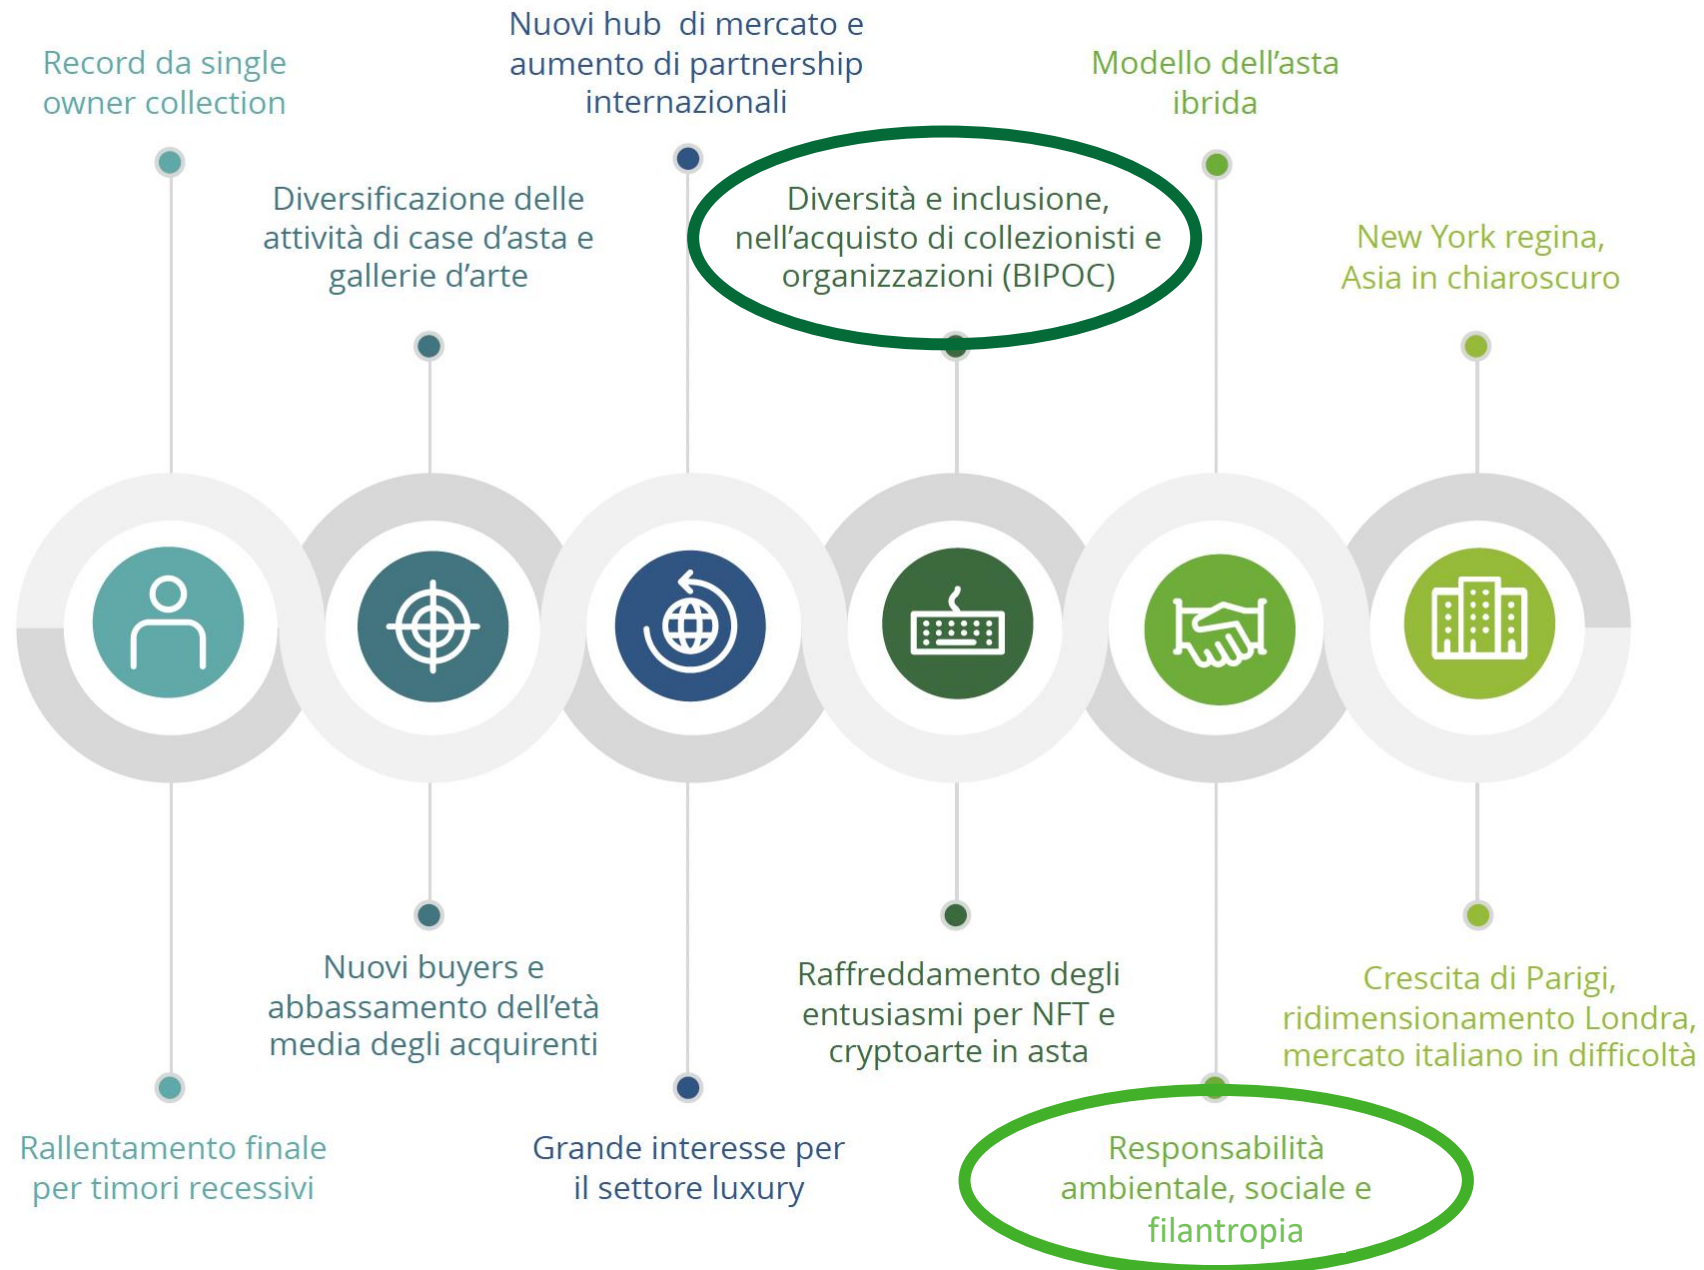 Record da single
owner collection
Nuovi hub di mercato e
aumento di partnership
internazionali
Modello dell'asta
ibrida
Diversificazione delle
attività di case d'asta e
gallerie d'arte
Diversità e inclusione,
nell'acquisto di collezionisti e
organizzazioni (BIPOC)
New York regina,
Asia in chiaroscuro
Nuovi buyers e
abbassamento dell'età
media degli acquirenti
Raffreddamento degli
entusiasmi per NFT e
cryptoarte in asta
Crescita di Parigi,
ridimensionamento Londra,
mercato italiano in difficoltà
Rallentamento finale
per timori recessivi
Grande interesse per
il settore luxury
Responsabilità
ambientale, sociale e
filantropia